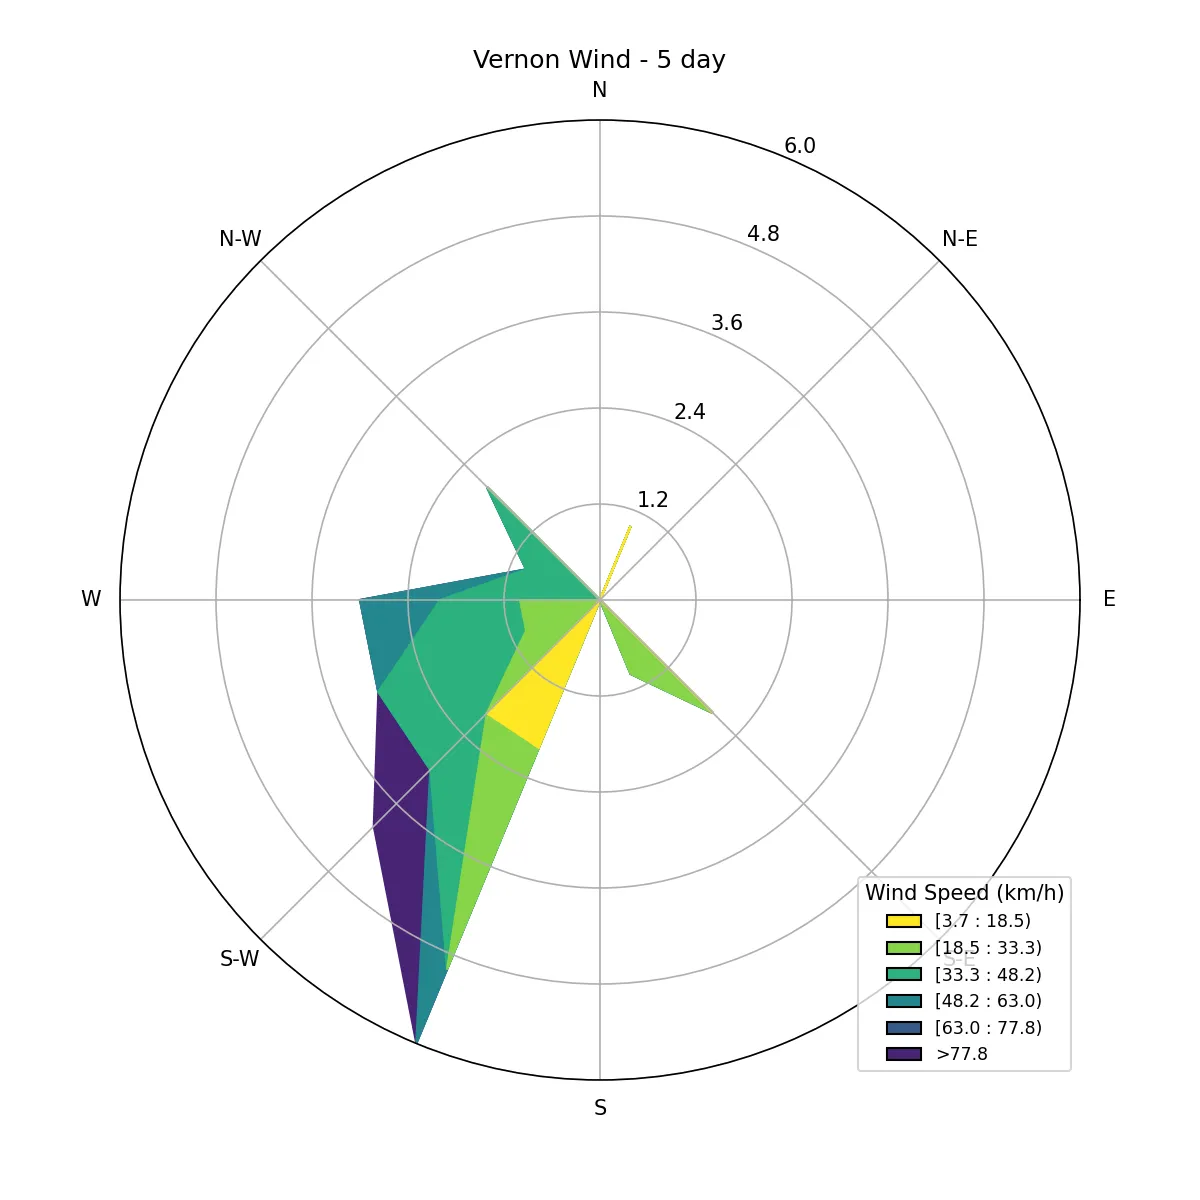 Vernon Wind - 5 day
N
6.0
N-W
4.8
N-E
3.6
2.4
1.2
W
E
S-W
S-E
S
Wind Speed (km/h)
[3.7 : 18.5)
[18.5 : 33.3)
[33.3 : 48.2)
[48.2 : 63.0)
[63.0 : 77.8)
>77.8